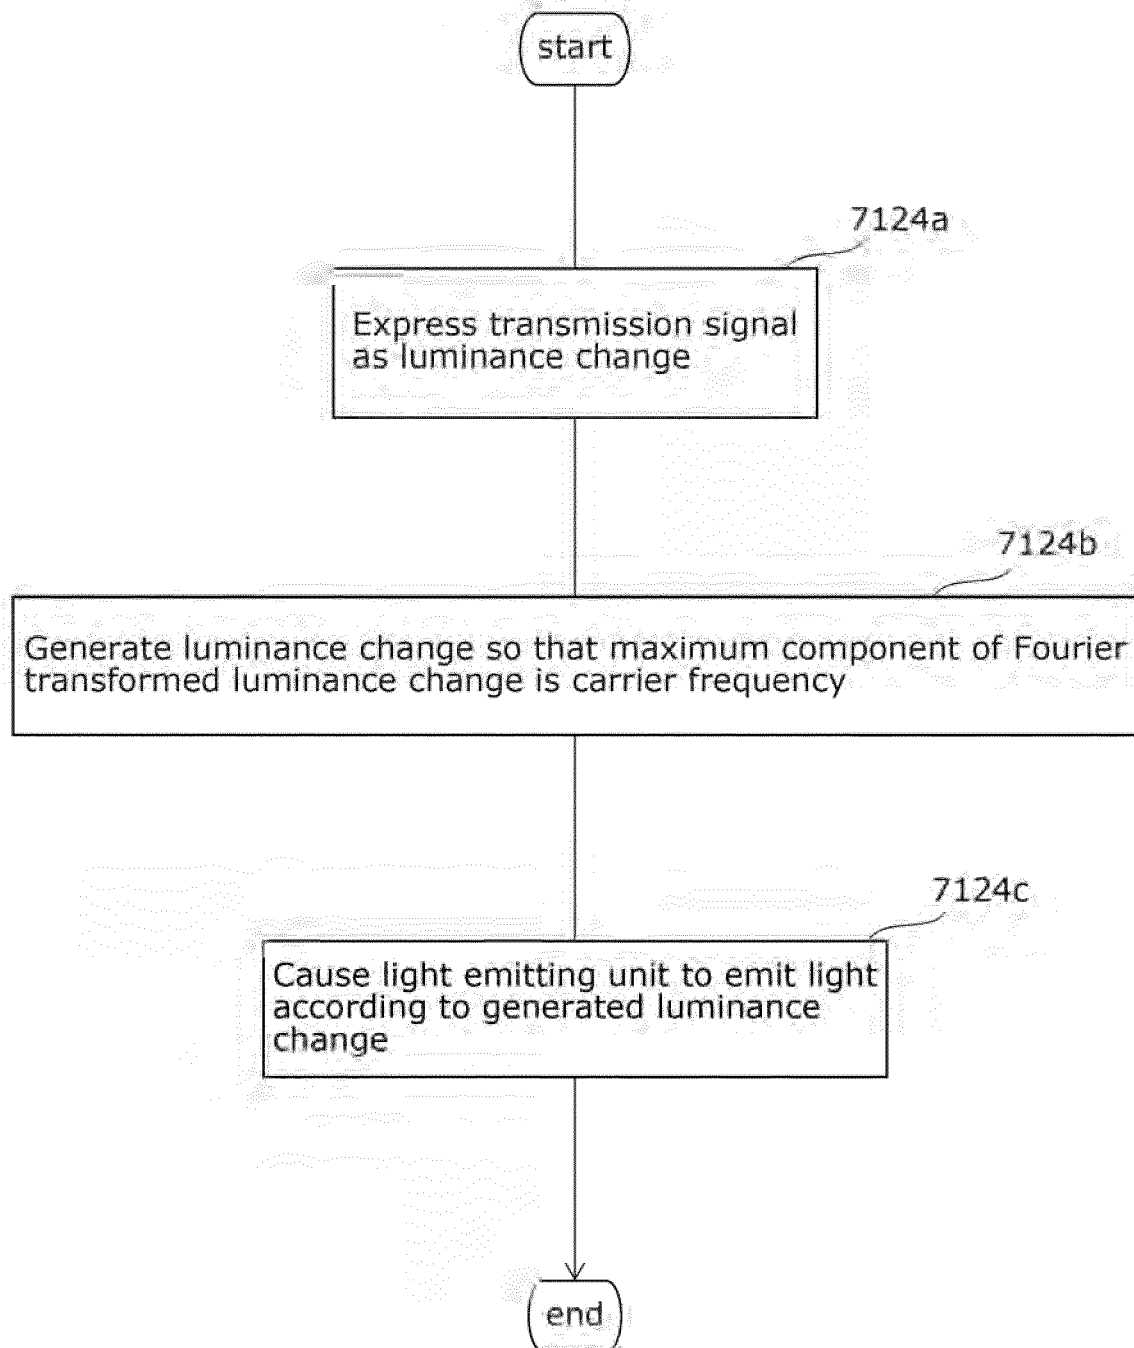 start
7124a
Express transmission signal
as luminance change
7124b
Generate luminance change so that maximum component of Fourier
transformed luminance change is carrier frequency
7124c
Cause light emitting unit to emit light
according to generated luminance
change
end